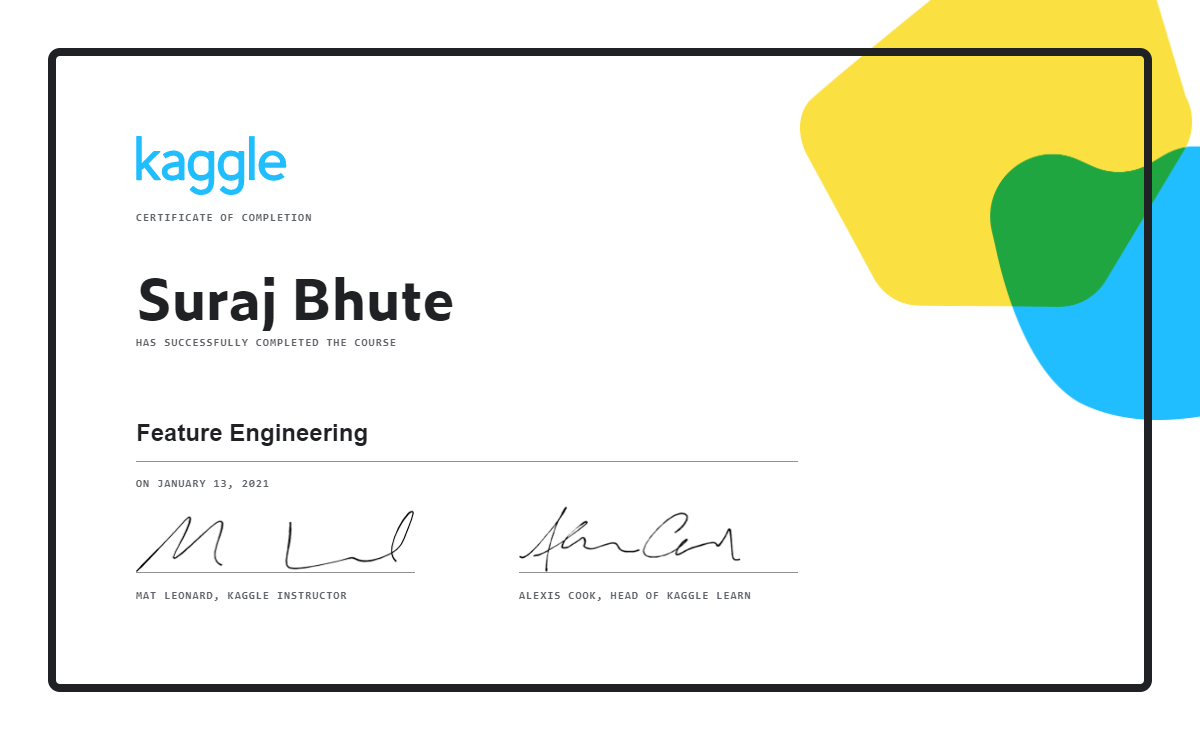 kaggle
CERTIFICATE OF COMPLETION
Suraj Bhute
HAS SUCCESSFULLY COMPLETED THE COURSE
Feature Engineering
ON JANUARY 13, 2021
MAT LEONARD, KAGGLE INSTRUCTOR
ALEXIS COOK, HEAD OF KAGGLE LEARN